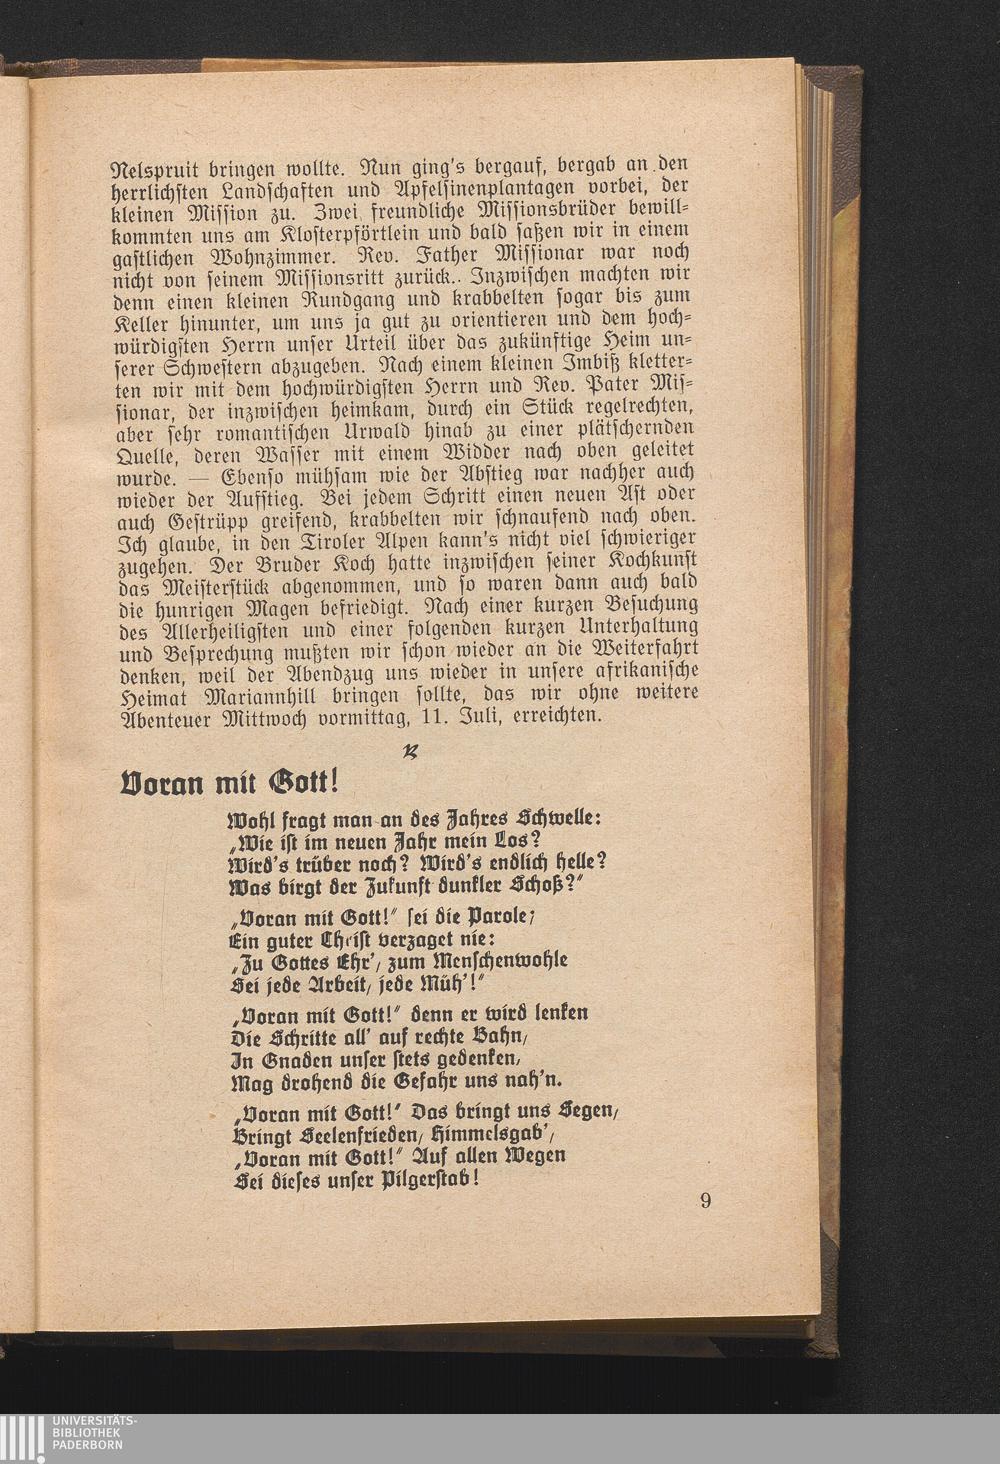 Nelspruit bringen wollte. Nun ging's bergauf, bergab an den
herrlichsten Landschaften und Apfelsinenplantagen vorbei, der
kleinen Mission zu. Zwei freundliche Missionsbrüder bewill-
kommten uns am Klosterpförtlein und bald saßen wir in einem
gastlichen Wohnzimmer. Rev. Father Missionar war noch
nicht von seinem Missionsritt zurück.. Inzwischen machten wir
denn einen kleinen Rundgang und krabbelten sogar bis zum
Keller hinunter, um uns ja gut zu orientieren und dem hoch-
würdigsten Herrn unser Urteil über das zukünftige Heim un-
serer Schwestern abzugeben. Nach einem kleinen Imbiß kletter-
ten wir mit dem hochwürdigsten Herrn und Rev. Pater Mis-
sionar, der inzwischen heimkam, durch ein Stück regelrechten,
aber sehr romantischen Urwald hinab zu einer plätschernden
Quelle, deren Wasser mit einem Widder nach oben geleitet
wurde. — Ebenso mühsam wie der Abstieg war nachher auch
wieder der Aufstieg. Bei jedem Schritt einen neuen Ast oder
auch Gestrüpp greifend, krabbelten wir schnaufend nach oben.
Ich glaube, in den Tiroler Alpen kann's nicht viel schwieriger
zugehen. Der Bruder Koch hatte inzwischen seiner Kochkunst
das Meisterstück abgenommen, und so waren dann auch bald
die hunrigen Magen befriedigt. Nach einer kurzen Besuchung
des Allerheiligsten und einer folgenden kurzen Unterhaltung
und Besprechung mußten wir schon wieder an die Weiterfahrt
denken, weil der Abendzug uns wieder in unsere afrikanische
Heimat Mariannhill bringen sollte, das wir ohne weitere
Abenteuer Mittwoch vormittag, 11. Juli, erreichten.
Voran mit Gott!
Wohl fragt man an des Jahres Schwelle:
„Wie ist im neuen Jahr mein Los?
Wird's trüber noch? Wird's endlich helle?
Was birgt der Zukunft dunkler Schoß?"
„Voran mit Gott!" sei die Parole;
Ein guter Christ verzaget nie:
„Zu Gottes Ehr', zum Menschenwohle
Sei jede Arbeit, jede Müh'!"
„Voran mit Gott!" denn er wird lenken
Die Schritte all' auf rechte Bahn,
In Gnaden unser stets gedenken,
Mag drohend die Gefahr uns nah'n.
„Voran mit Gott!" Das bringt uns Segen,
Bringt Seelenfrieden, Himmelsgab',
„Voran mit Gott!" Auf allen Wegen
Sei dieses unser Pilgerstab!
9
UNIVERSITÄTS-
BIBLIOTHEK
PADERBORN